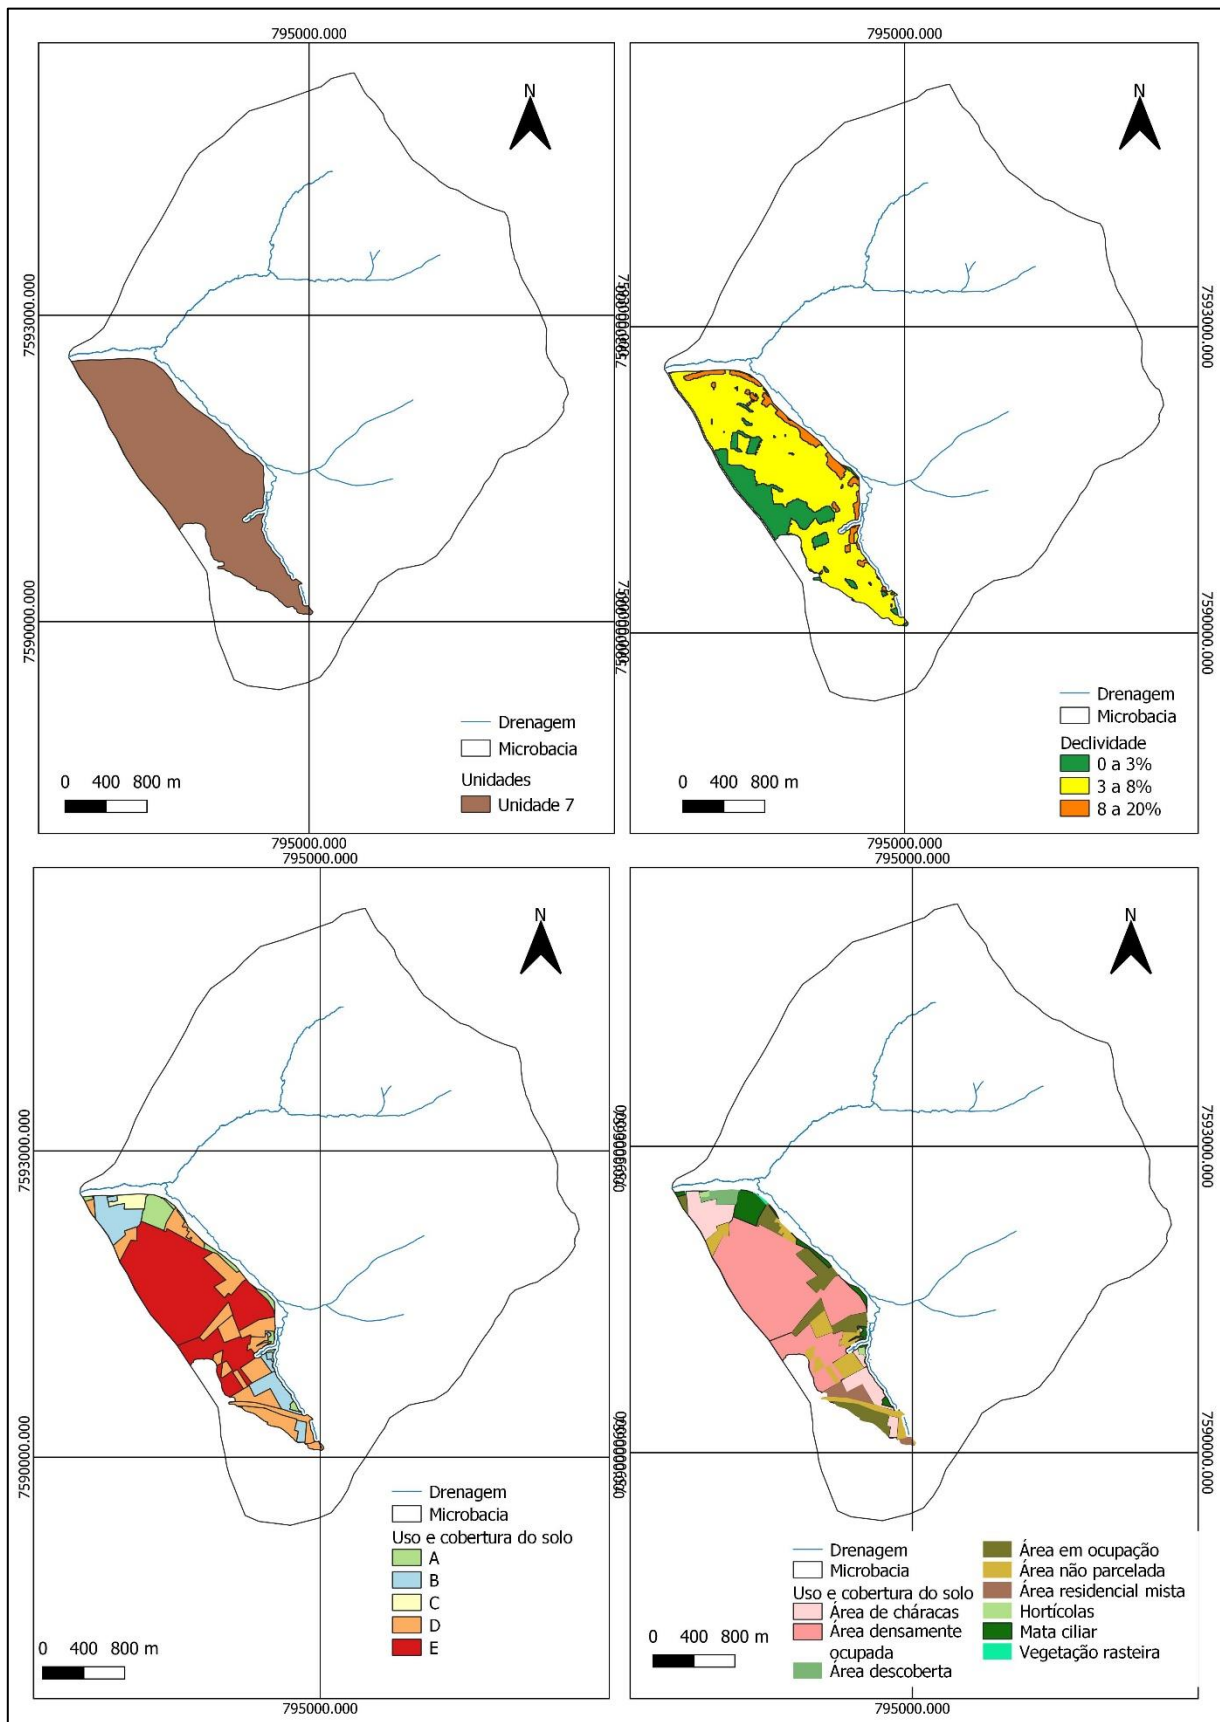 795000.000
N
7593000.000
7590000.000
Drenagem
Microbacia
Unidades
Unidade 7
0 400 800 m
795000.000
795000.000
N
7593000.000
7590000.000
Drenagem
Microbacia
Declividade
0 a 3%
3 a 8%
8 a 20%
0 400 800 m
795000.000
795000.000
N
7593000.000
7590000.000
Drenagem
Microbacia
Uso e cobertura do solo
A
B
C
D
E
0 400 800 m
795000.000
795000.000
N
7593000.000
7590000.000
Drenagem
Microbacia
Uso e cobertura do solo
Área de cháracas
Área densamente
ocupada
Área descoberta
Área em ocupação
Área não parcelada
Área residencial mista
Hortícolas
Mata ciliar
Vegetação rasteira
0 400 800 m
795000.000